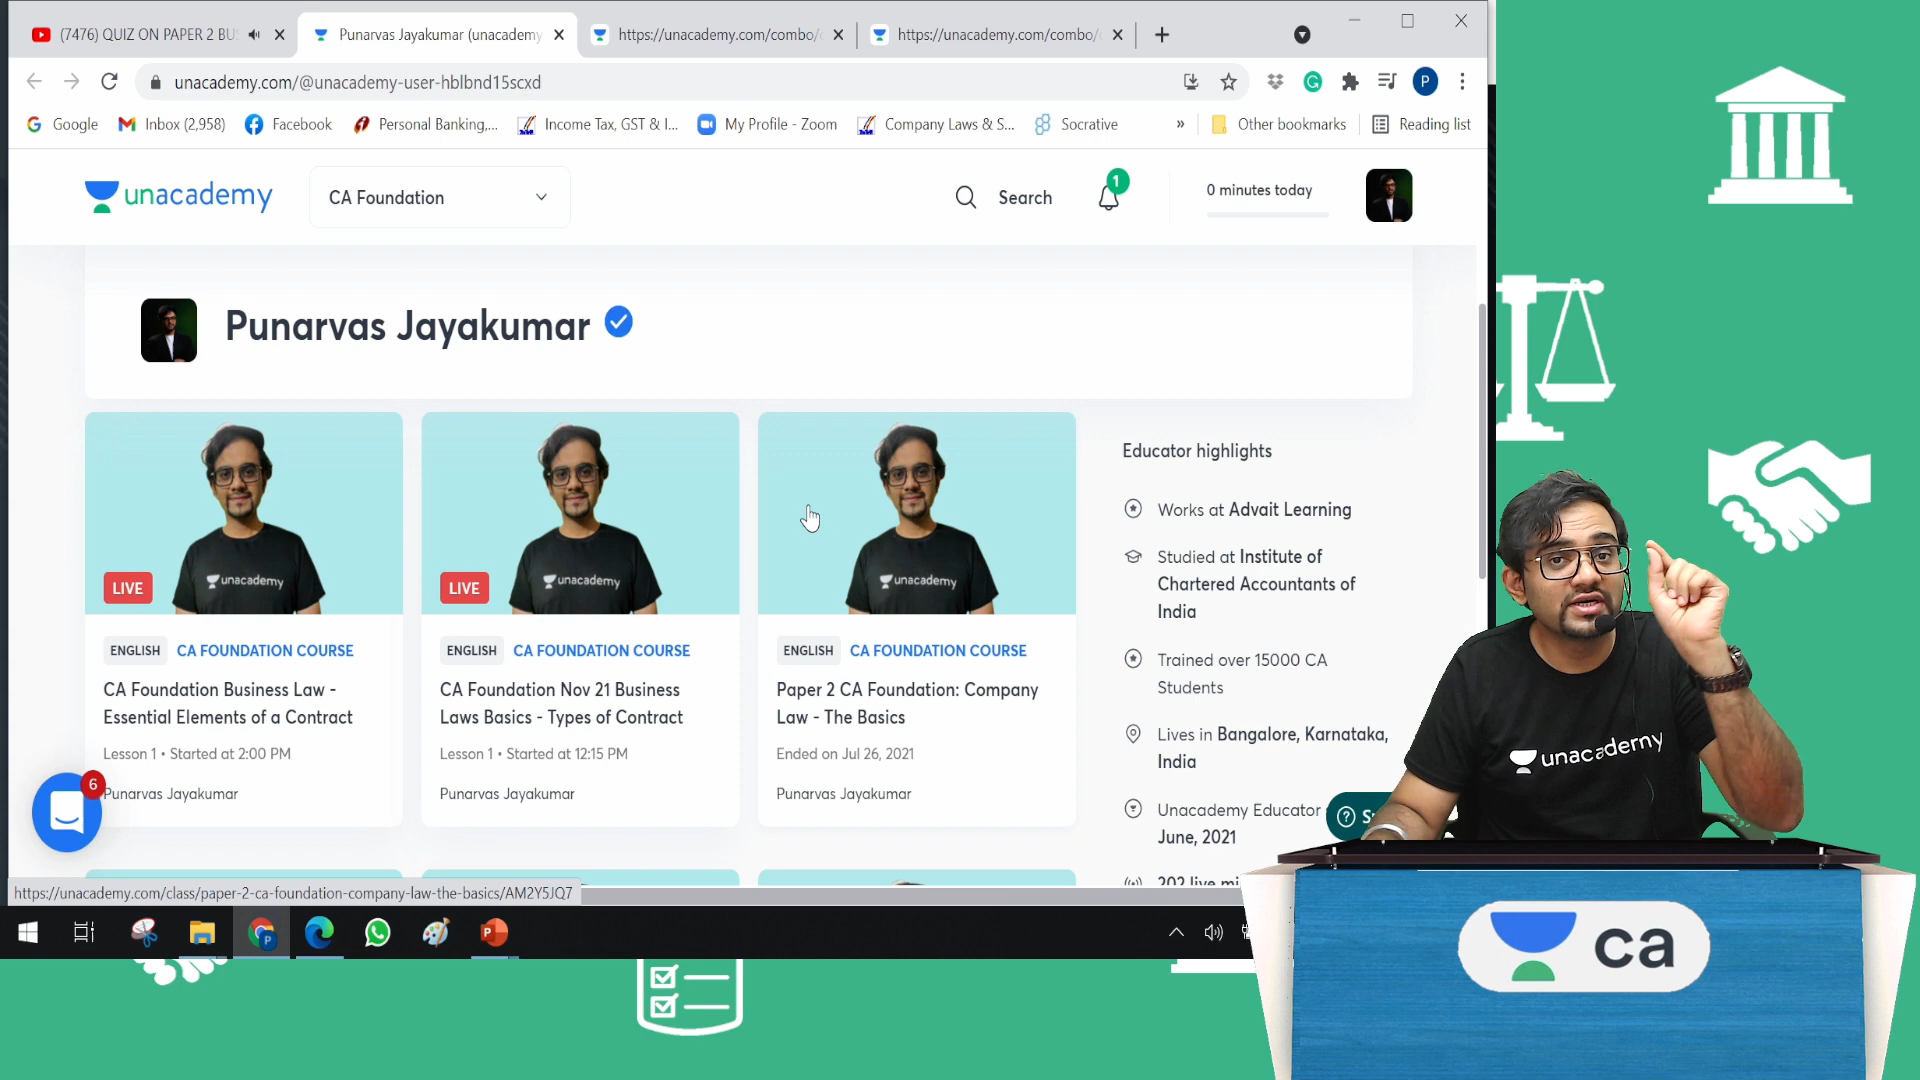 (7476) QUIZ ON PAPER 2 BU
Punarvas Jayakumar (unacademy
https://unacademy.com/combo/
https://unacademy.com/combo/
unacademy.com/@unacademy-user-hblbnd15scxd
P
Google
Inbox (2,958)
Facebook
Personal Banking,...
Income Tax, GST & I...
My Profile - Zoom
Company Laws & S...
Socrative
»
Other bookmarks
Reading list
unacademy
CA Foundation
Search
1
0 minutes today
Punarvas Jayakumar
unacademy
LIVE
ENGLISH CA FOUNDATION COURSE
CA Foundation Business Law -
Essential Elements of a Contract
Lesson 1 • Started at 2:00 PM
Punarvas Jayakumar
unacademy
LIVE
ENGLISH CA FOUNDATION COURSE
CA Foundation Nov 21 Business
Laws Basics - Types of Contract
Lesson 1 • Started at 12:15 PM
Punarvas Jayakumar
unacademy
ENGLISH CA FOUNDATION COURSE
Paper 2 CA Foundation: Company
Law - The Basics
Ended on Jul 26, 2021
Punarvas Jayakumar
Educator highlights
Works at Advait Learning
Studied at Institute of
Chartered Accountants of
India
Trained over 15000 CA
Students
Lives in Bangalore, Karnataka,
India
Unacademy Educator
June, 2021
202 live mi
6
https://unacademy.com/class/paper-2-ca-foundation-company-law-the-basics/AM2Y5JQ7
unacademy
ca